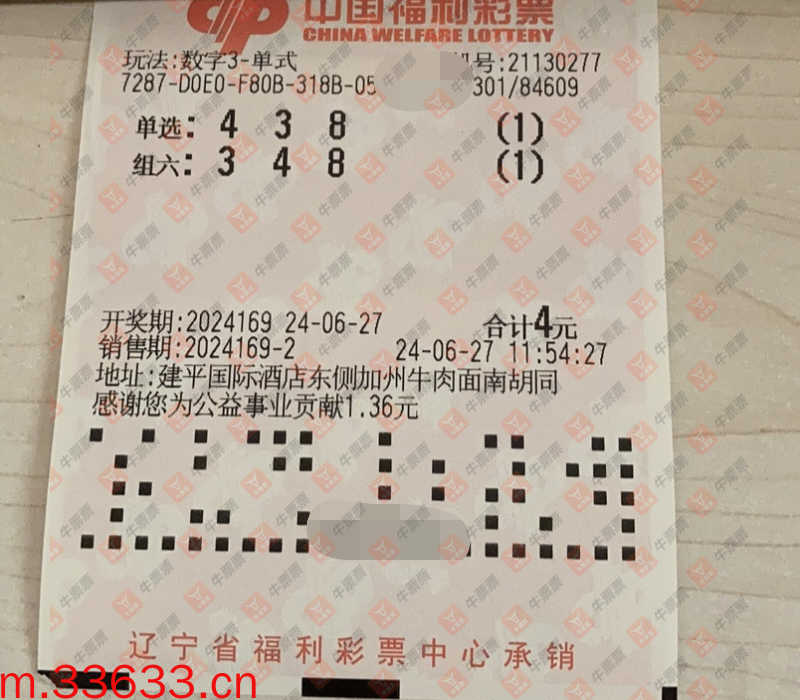 中国福利彩票
CHINA WELFARE LOTTERY
玩法:数字3-单式 号:21130277
7287-D0E0-F80B-318B-05 301/84609
单选: 4 3 8 (1)
组六: 3 4 8 (1)
开奖期:2024169 24-06-27 合计4元
销售期:2024169-2 24-06-27 11:54:27
地址:建平国际酒店东侧加州牛肉面南胡同
感谢您为公益事业贡献1.36元
辽宁省福利彩票中心承销
m.33633.cn